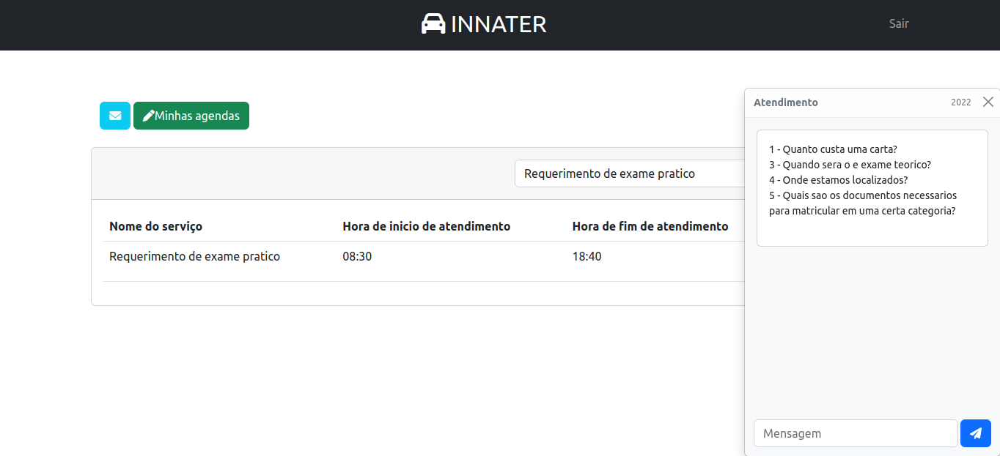 INNATER
Sair
Minhas agendas
Requerimento de exame pratico
Nome do serviço Hora de inicio de atendimento Hora de fim de atendimento
Requerimento de exame pratico 08:30 18:40
Atendimento 2022
1 - Quanto custa uma carta?
3 - Quando sera o e exame teorico?
4 - Onde estamos localizados?
5 - Quais sao os documentos necessarios
para matricular em uma certa categoria?
Mensagem